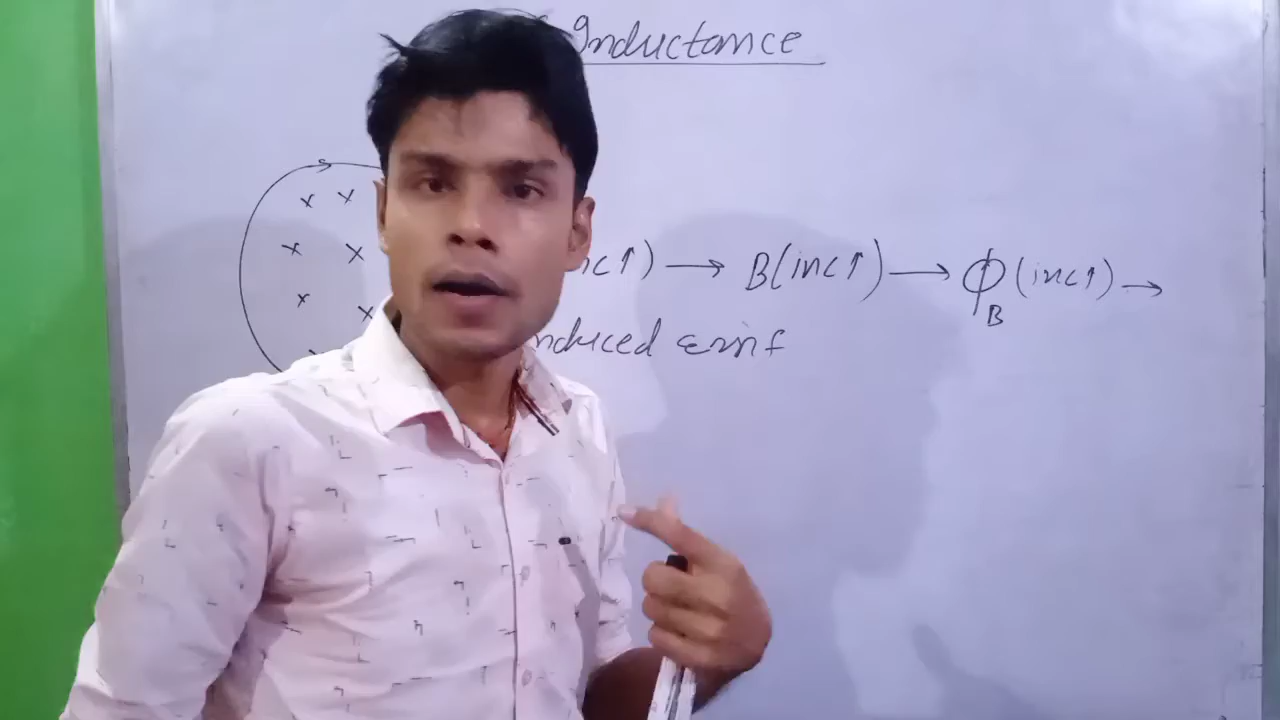 Inductance
x x
x x
x x
nc↑) → B(inc↑) → Φ_B (inc↑) →
nduced emf